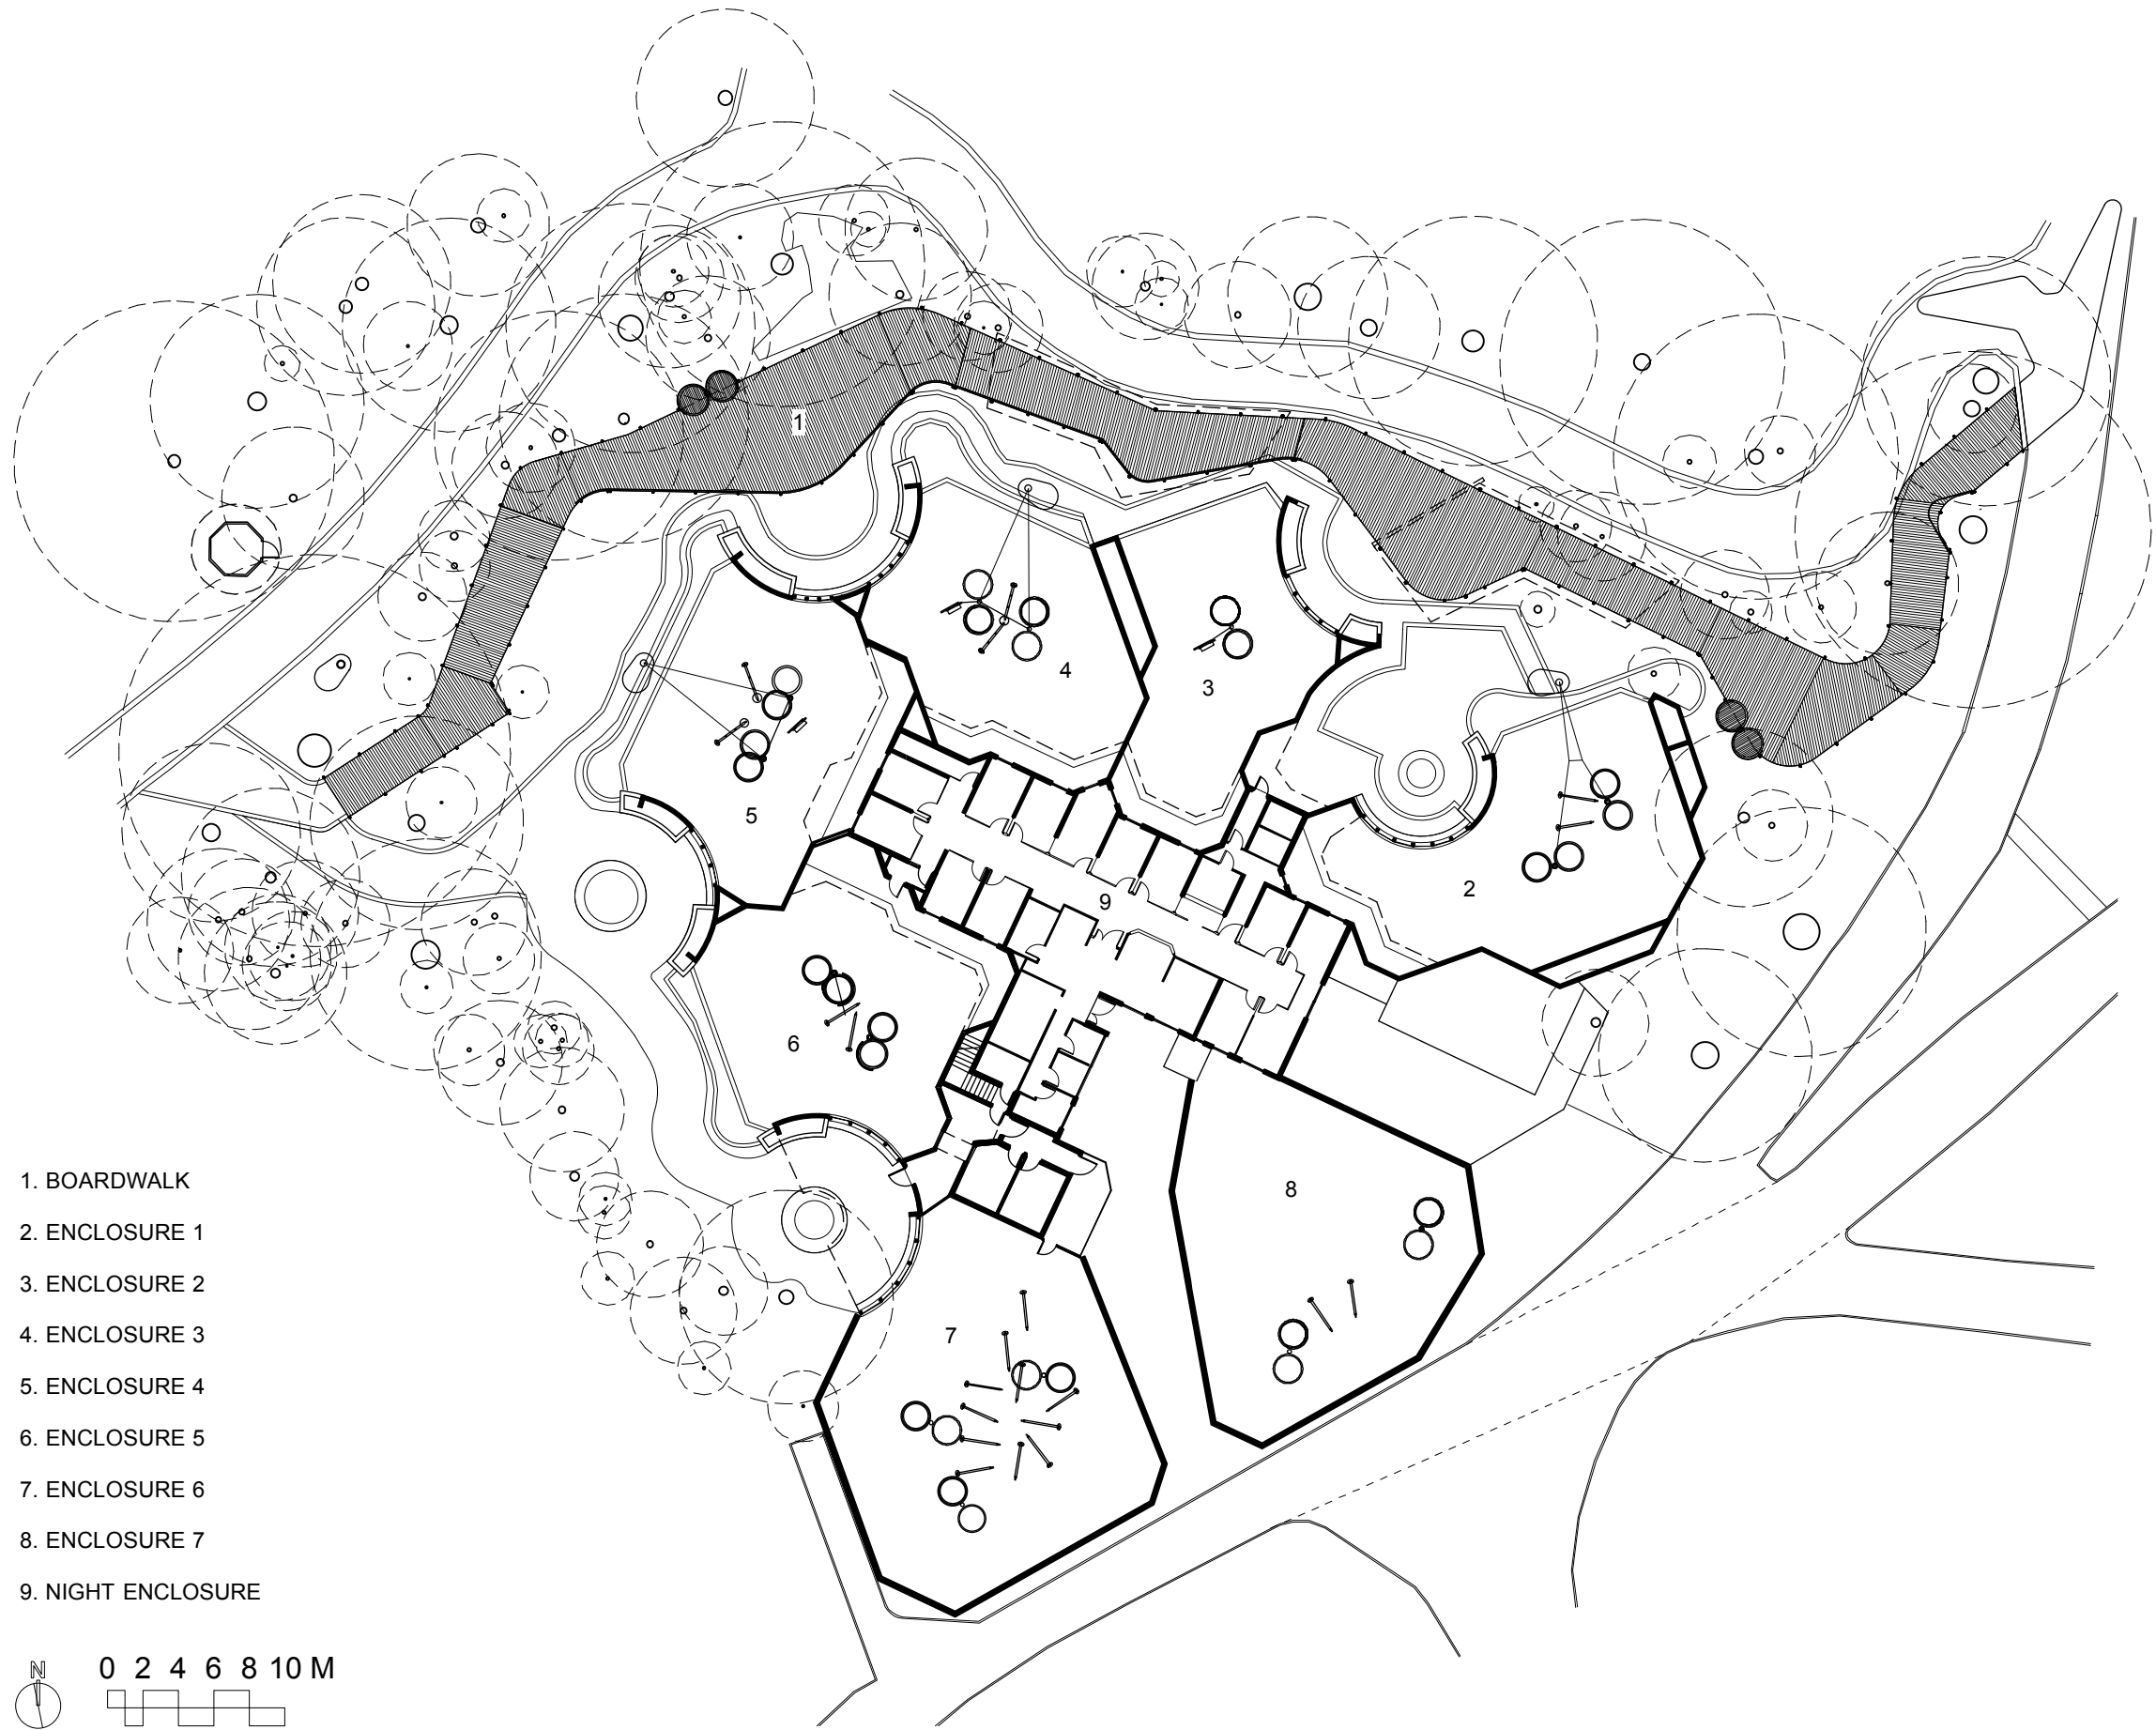 1
4
3
5
2
9
6
8
7
1. BOARDWALK
2. ENCLOSURE 1
3. ENCLOSURE 2
4. ENCLOSURE 3
5. ENCLOSURE 4
6. ENCLOSURE 5
7. ENCLOSURE 6
8. ENCLOSURE 7
9. NIGHT ENCLOSURE
N
0 2 4 6 8 10 M